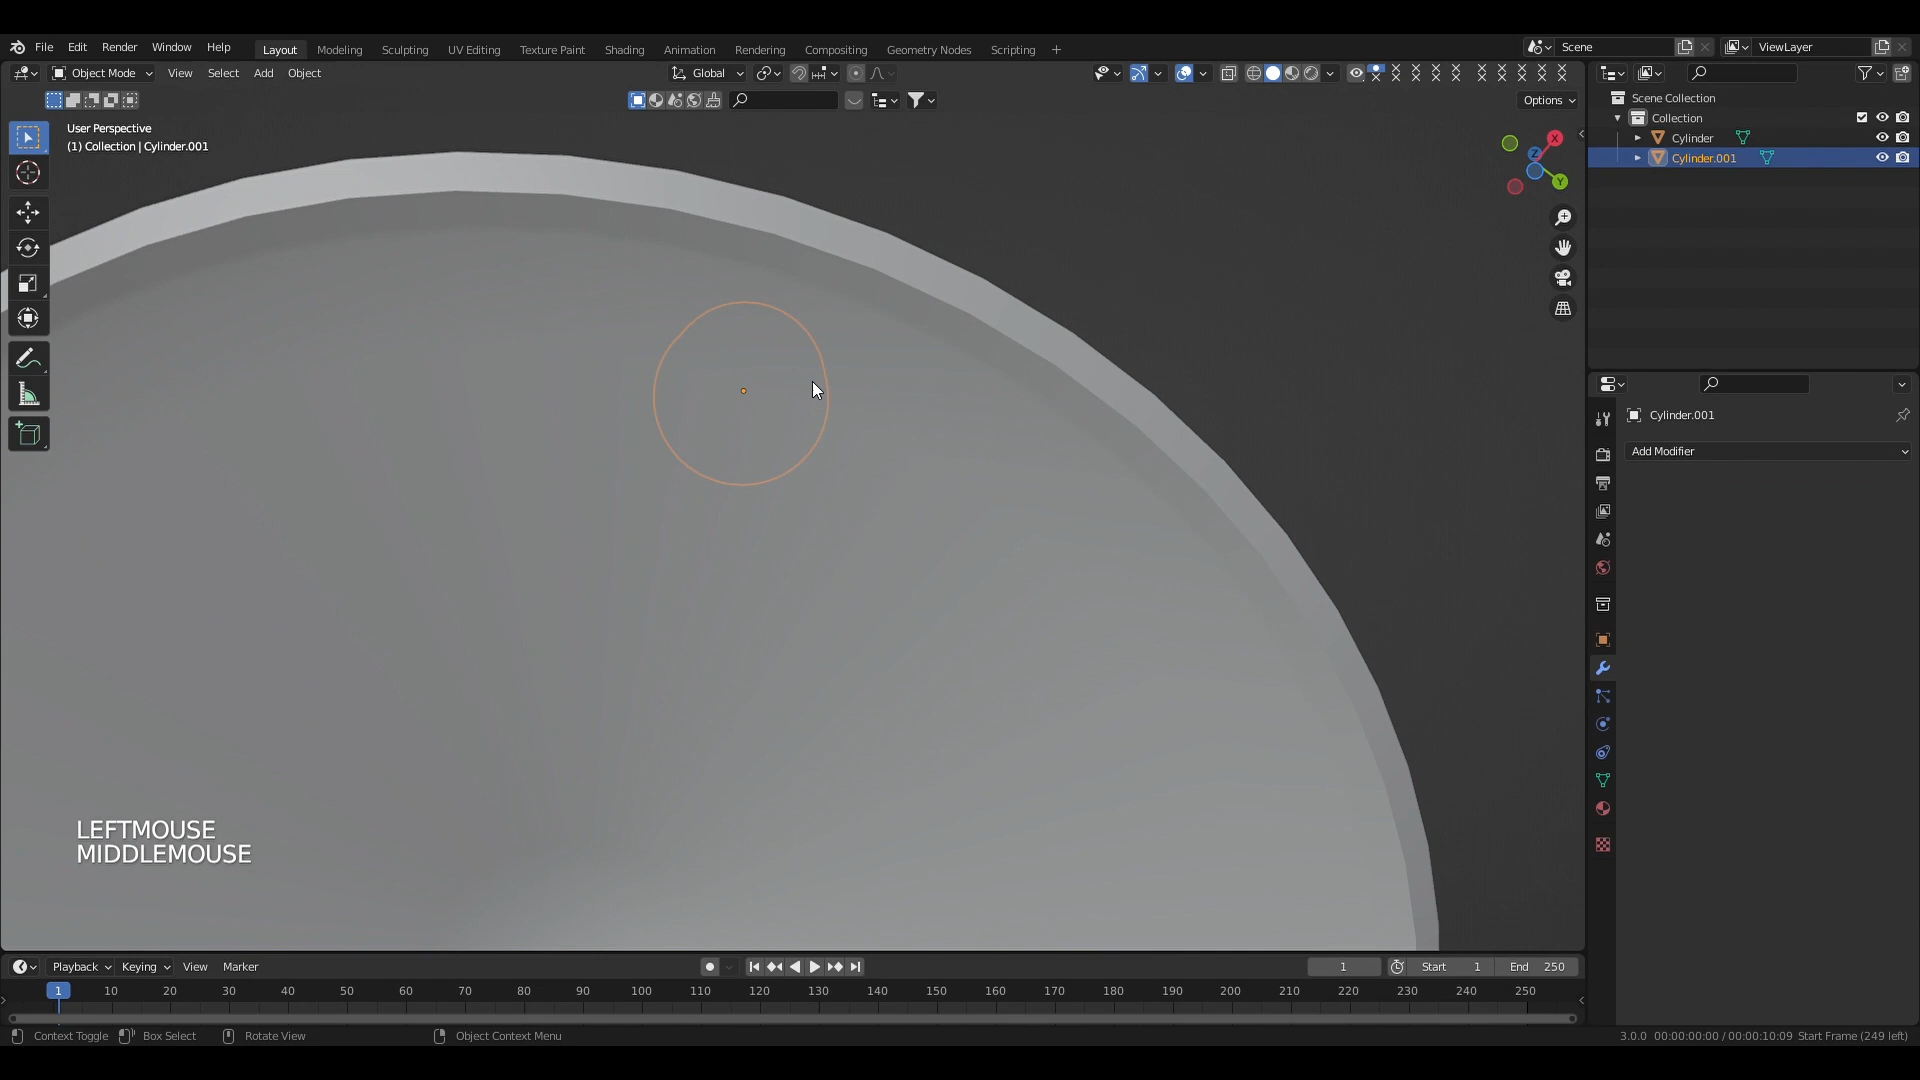 File Edit Render Window Help Layout Modeling Sculpting UV Editing Texture Paint Shading Animation Rendering Compositing Geometry Nodes Scripting + Scene ViewLayer
Object Mode View Select Add Object Global
Options
Scene Collection
Collection
Cylinder
Cylinder.001
User Perspective
(1) Collection | Cylinder.001
X
Y
Z
Cylinder.001
Add Modifier
LEFTMOUSE
MIDDLEMOUSE
Playback Keying View Marker 1 Start 1 End 250
1 10 20 30 40 50 60 70 80 90 100 110 120 130 140 150 160 170 180 190 200 210 220 230 240 250
Context Toggle Box Select Rotate View Object Context Menu 3.0.0 00:00:00:00 / 00:00:10:09 Start Frame (249 left)